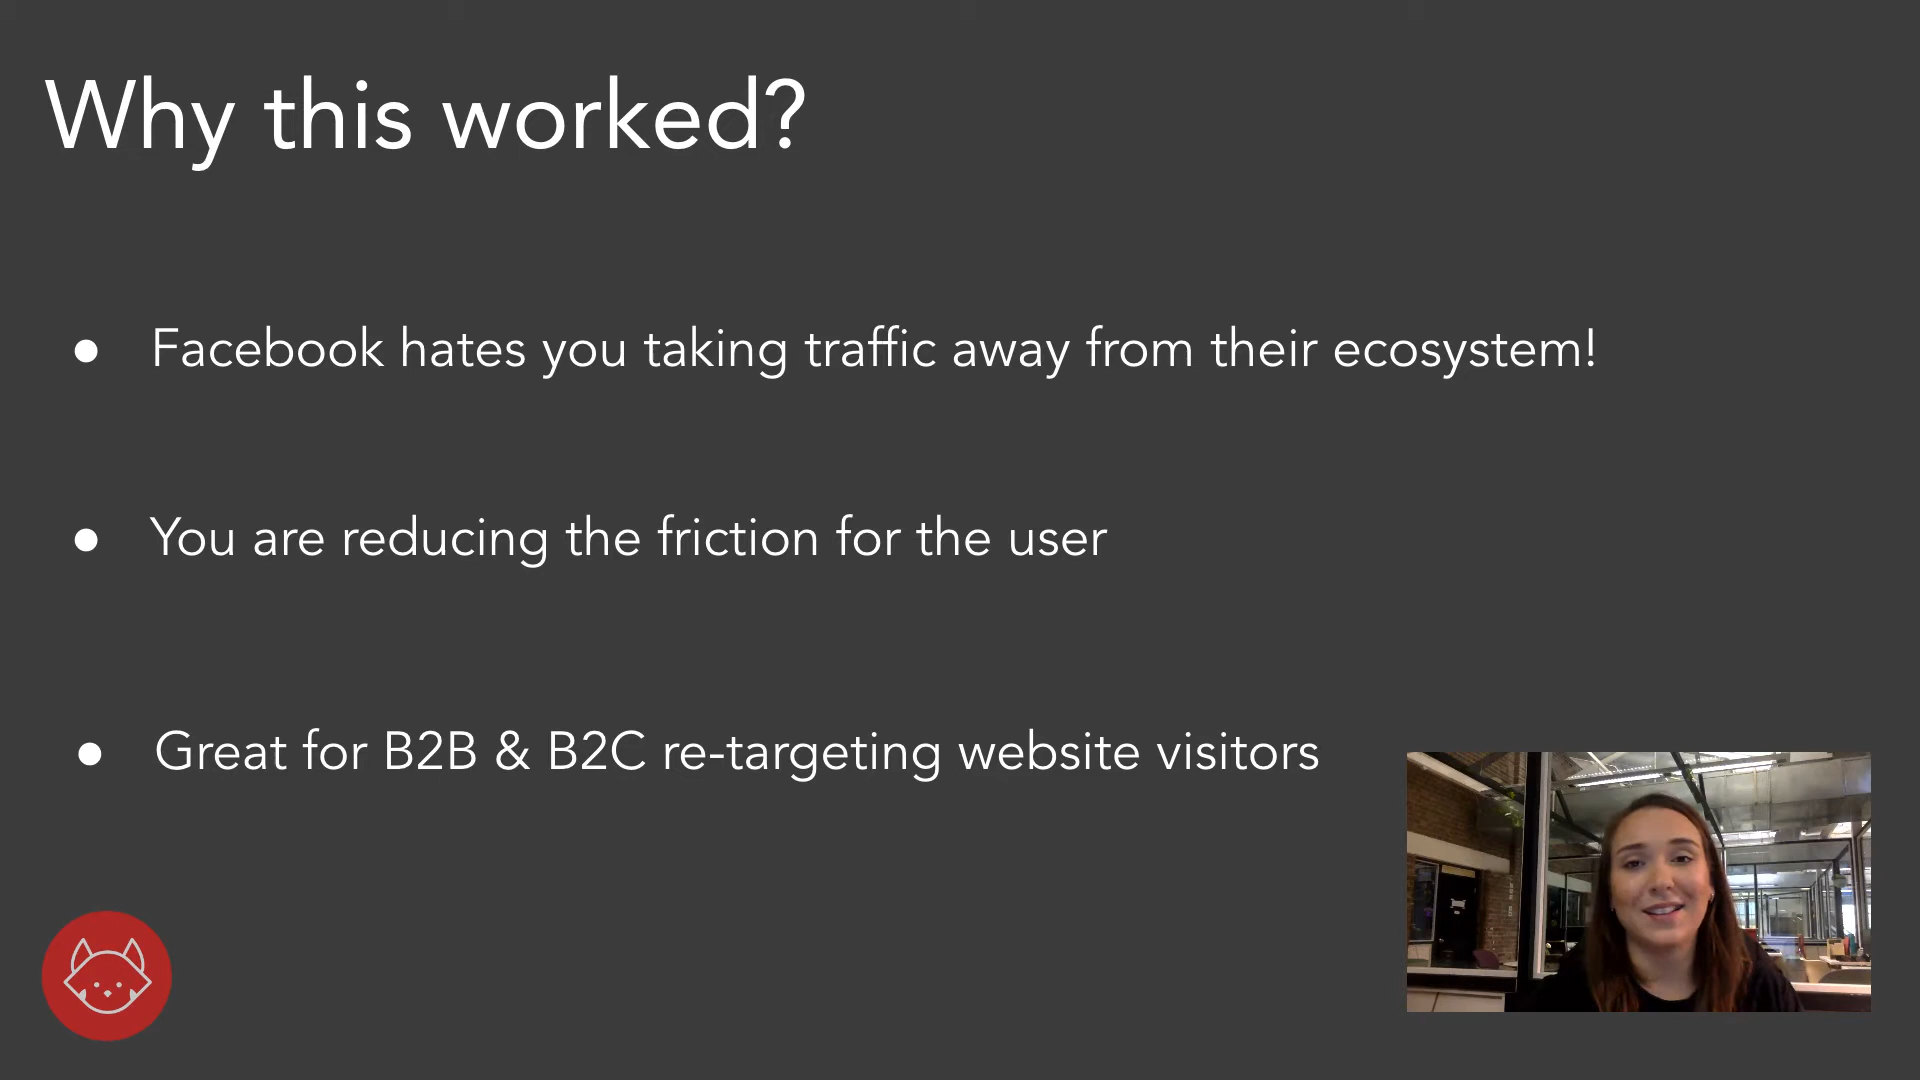 Why this worked?
Facebook hates you taking traffic away from their ecosystem!
You are reducing the friction for the user
Great for B2B & B2C re-targeting website visitors